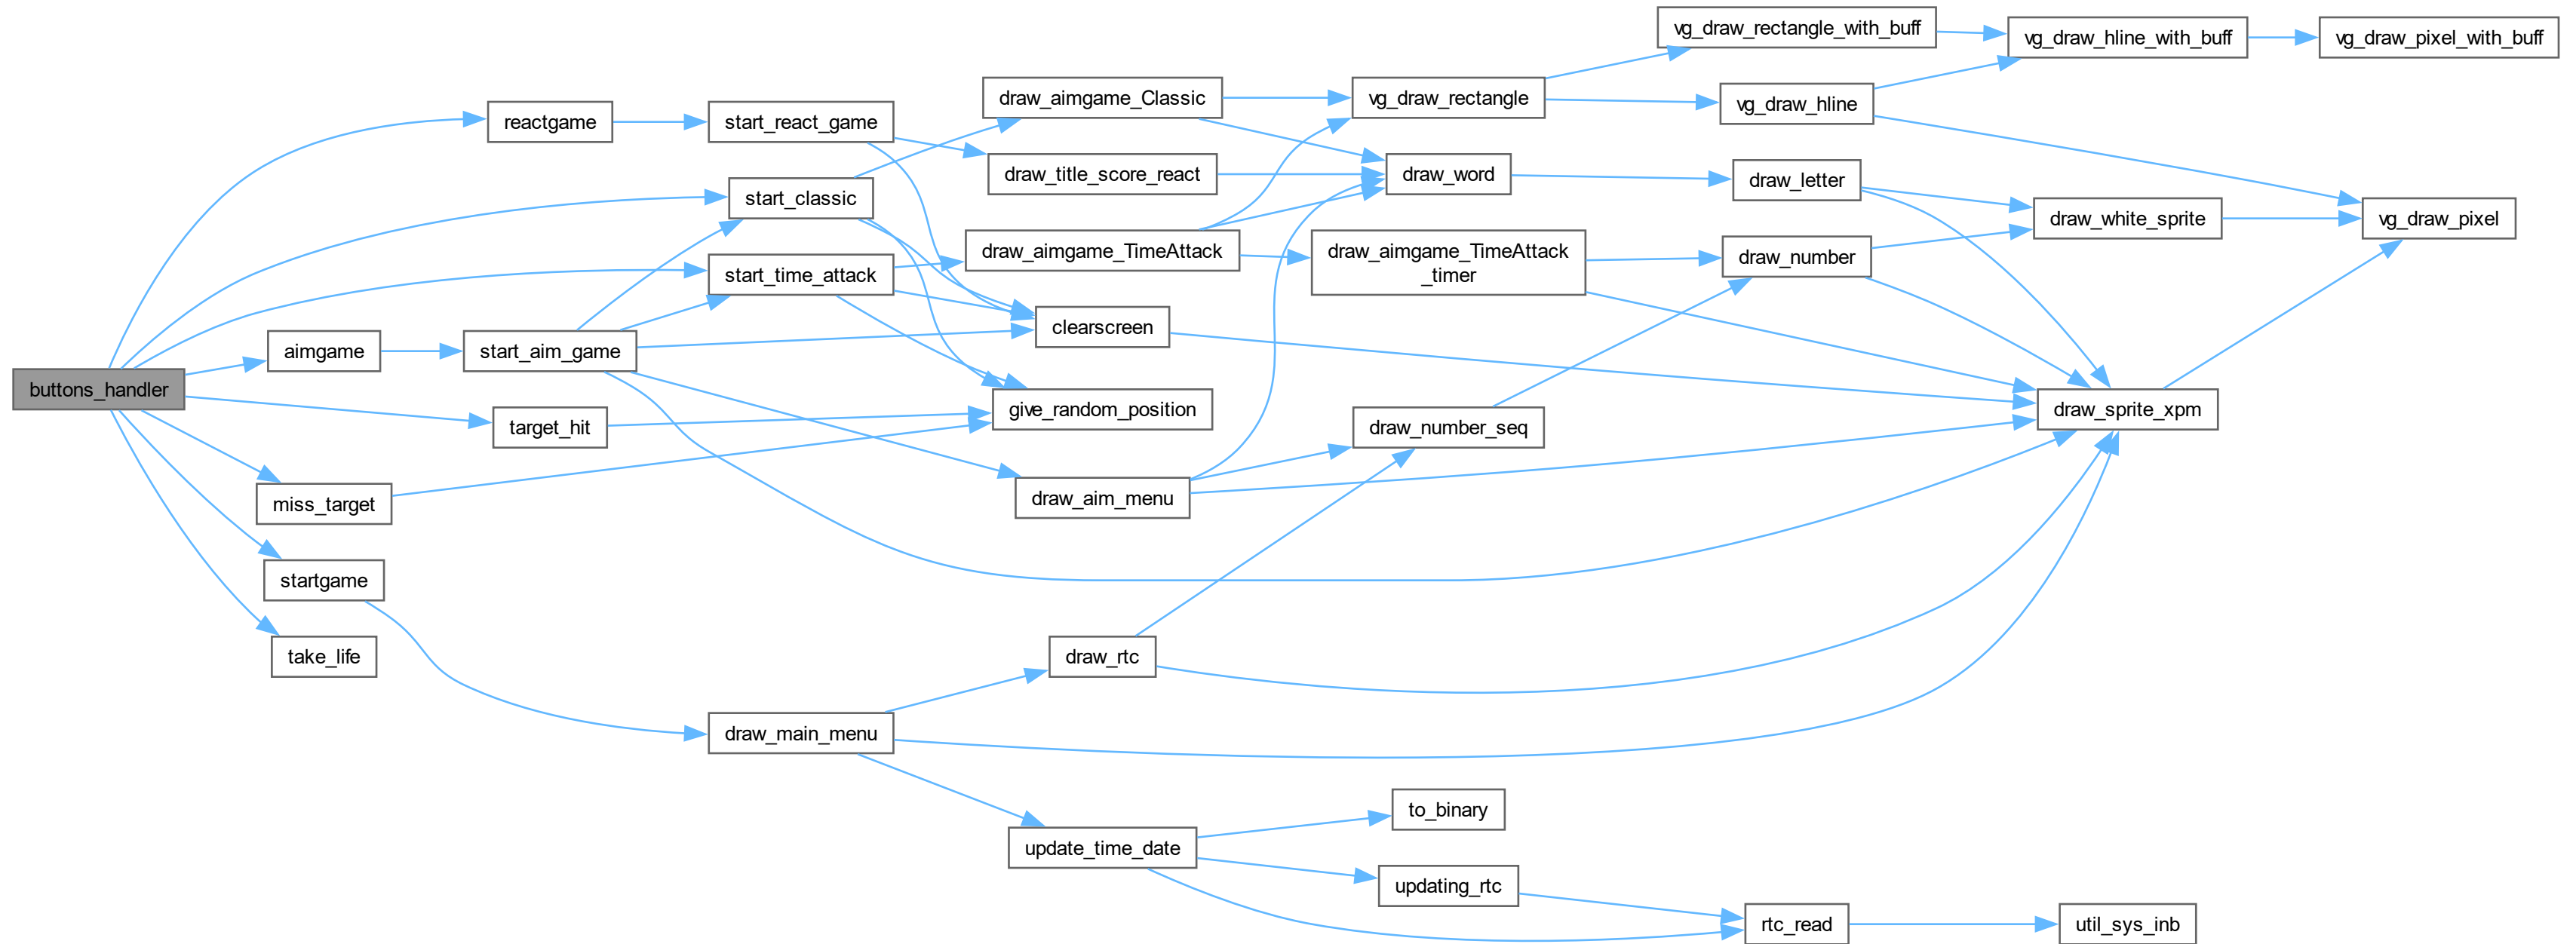 buttons_handler
reactgame
start_react_game
start_classic
start_time_attack
aimgame
start_aim_game
target_hit
miss_target
startgame
take_life
draw_main_menu
draw_aimgame_Classic
draw_title_score_react
draw_aimgame_TimeAttack
clearscreen
give_random_position
draw_aim_menu
draw_rtc
update_time_date
vg_draw_rectangle
draw_word
draw_aimgame_TimeAttack
_timer
draw_number_seq
to_binary
updating_rtc
vg_draw_rectangle_with_buff
vg_draw_hline
draw_letter
draw_number
rtc_read
vg_draw_hline_with_buff
draw_white_sprite
draw_sprite_xpm
util_sys_inb
vg_draw_pixel_with_buff
vg_draw_pixel